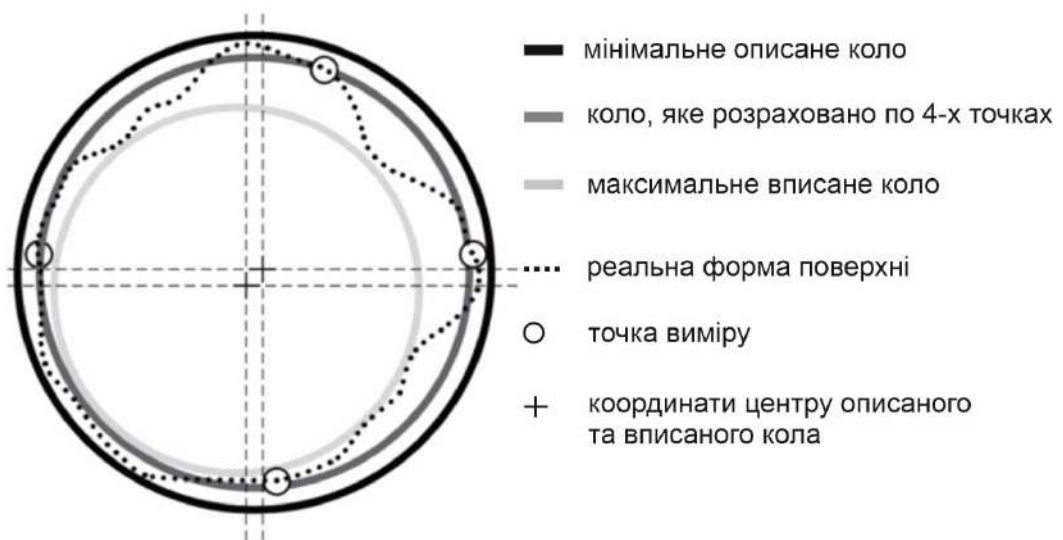 мінімальне описане коло
коло, яке розраховано по 4-х точках
максимальне вписане коло
реальна форма поверхні
точка виміру
координати центру описаного
та вписаного кола